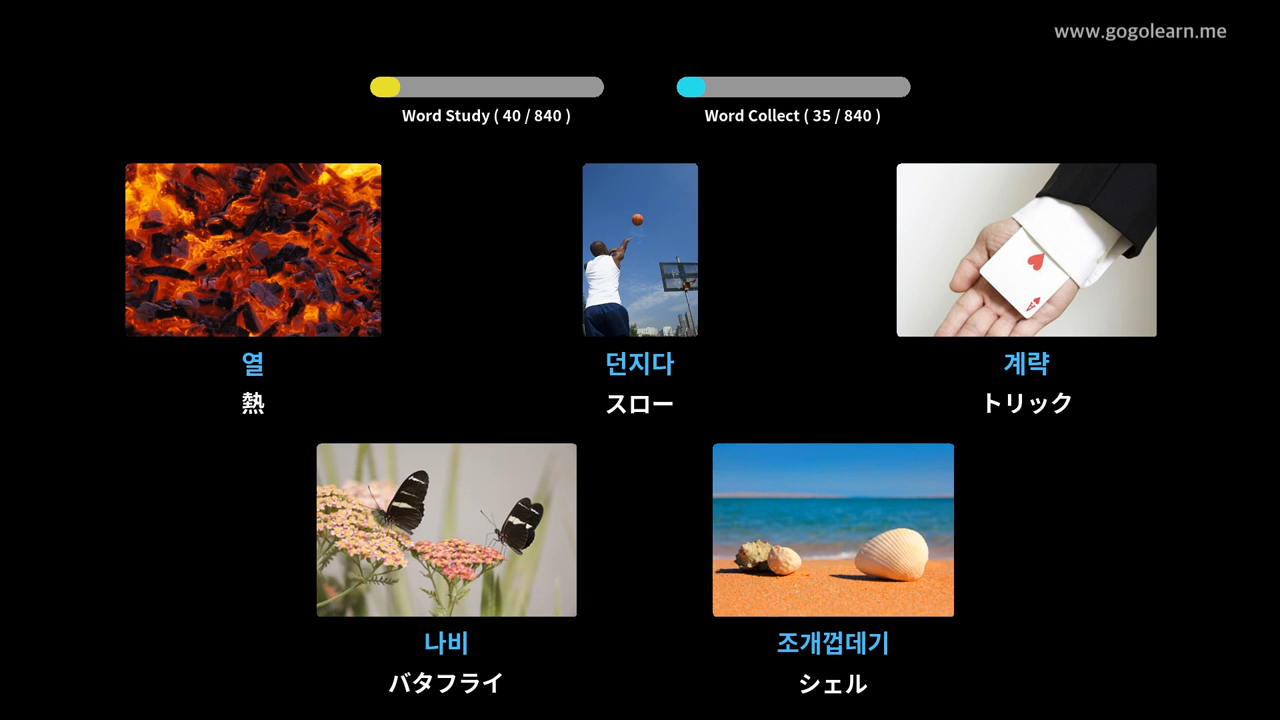 www.gogolearn.me
Word Study ( 40 / 840 )
Word Collect ( 35 / 840 )
열
熱
던지다
スロー
계략
トリック
나비
バタフライ
조개껍데기
シェル